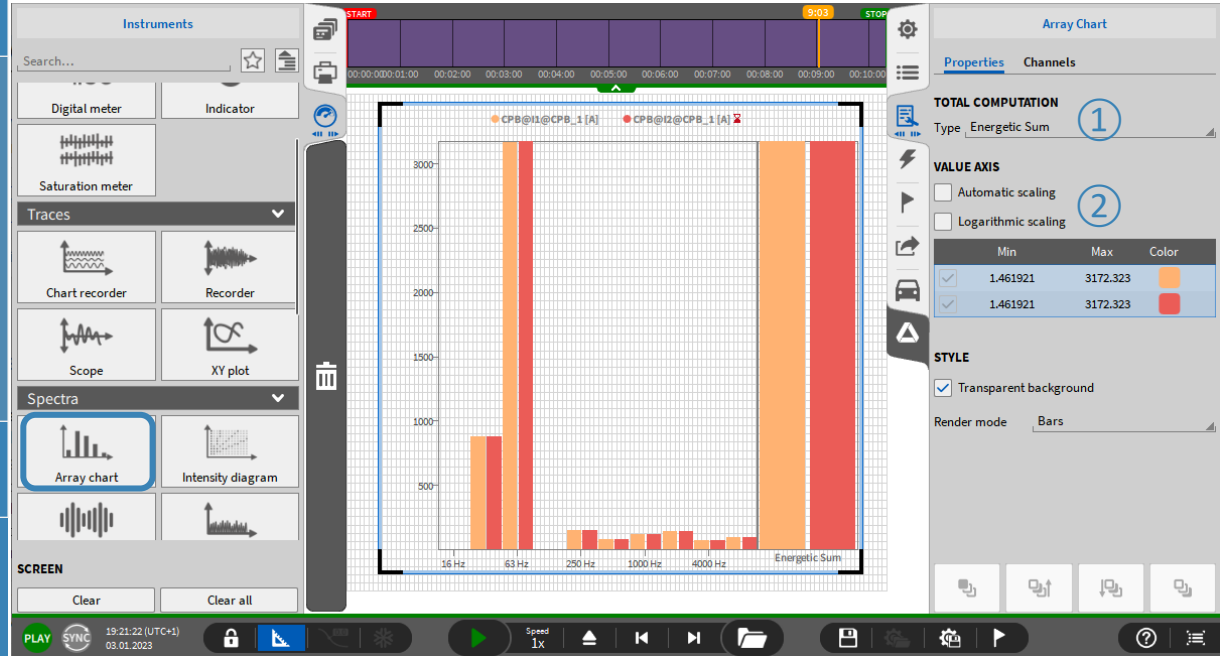 Instruments
Search...
Digital meter
Indicator
Saturation meter
Traces
Chart recorder
Recorder
Scope
XY plot
Spectra
Array chart
Intensity diagram
SCREEN
Clear
Clear all
START
9:03
STOP
00:00:00
00:01:00
00:02:00
00:03:00
00:04:00
00:05:00
00:06:00
00:07:00
00:08:00
00:09:00
00:10:00
CPB@I1@CPB_1 [A]
CPB@I2@CPB_1 [A]
3000
2500
2000
1500
1000
500
16 Hz
63 Hz
250 Hz
1000 Hz
4000 Hz
Energetic Sum
Array Chart
Properties
Channels
TOTAL COMPUTATION
Type
Energetic Sum
1
VALUE AXIS
Automatic scaling
Logarithmic scaling
2
Min Max Color
1.461921 3172.323
1.461921 3172.323
STYLE
Transparent background
Render mode Bars
PLAY
SYNC
19:21:22 (UTC+1)
03.01.2023
Speed
1x